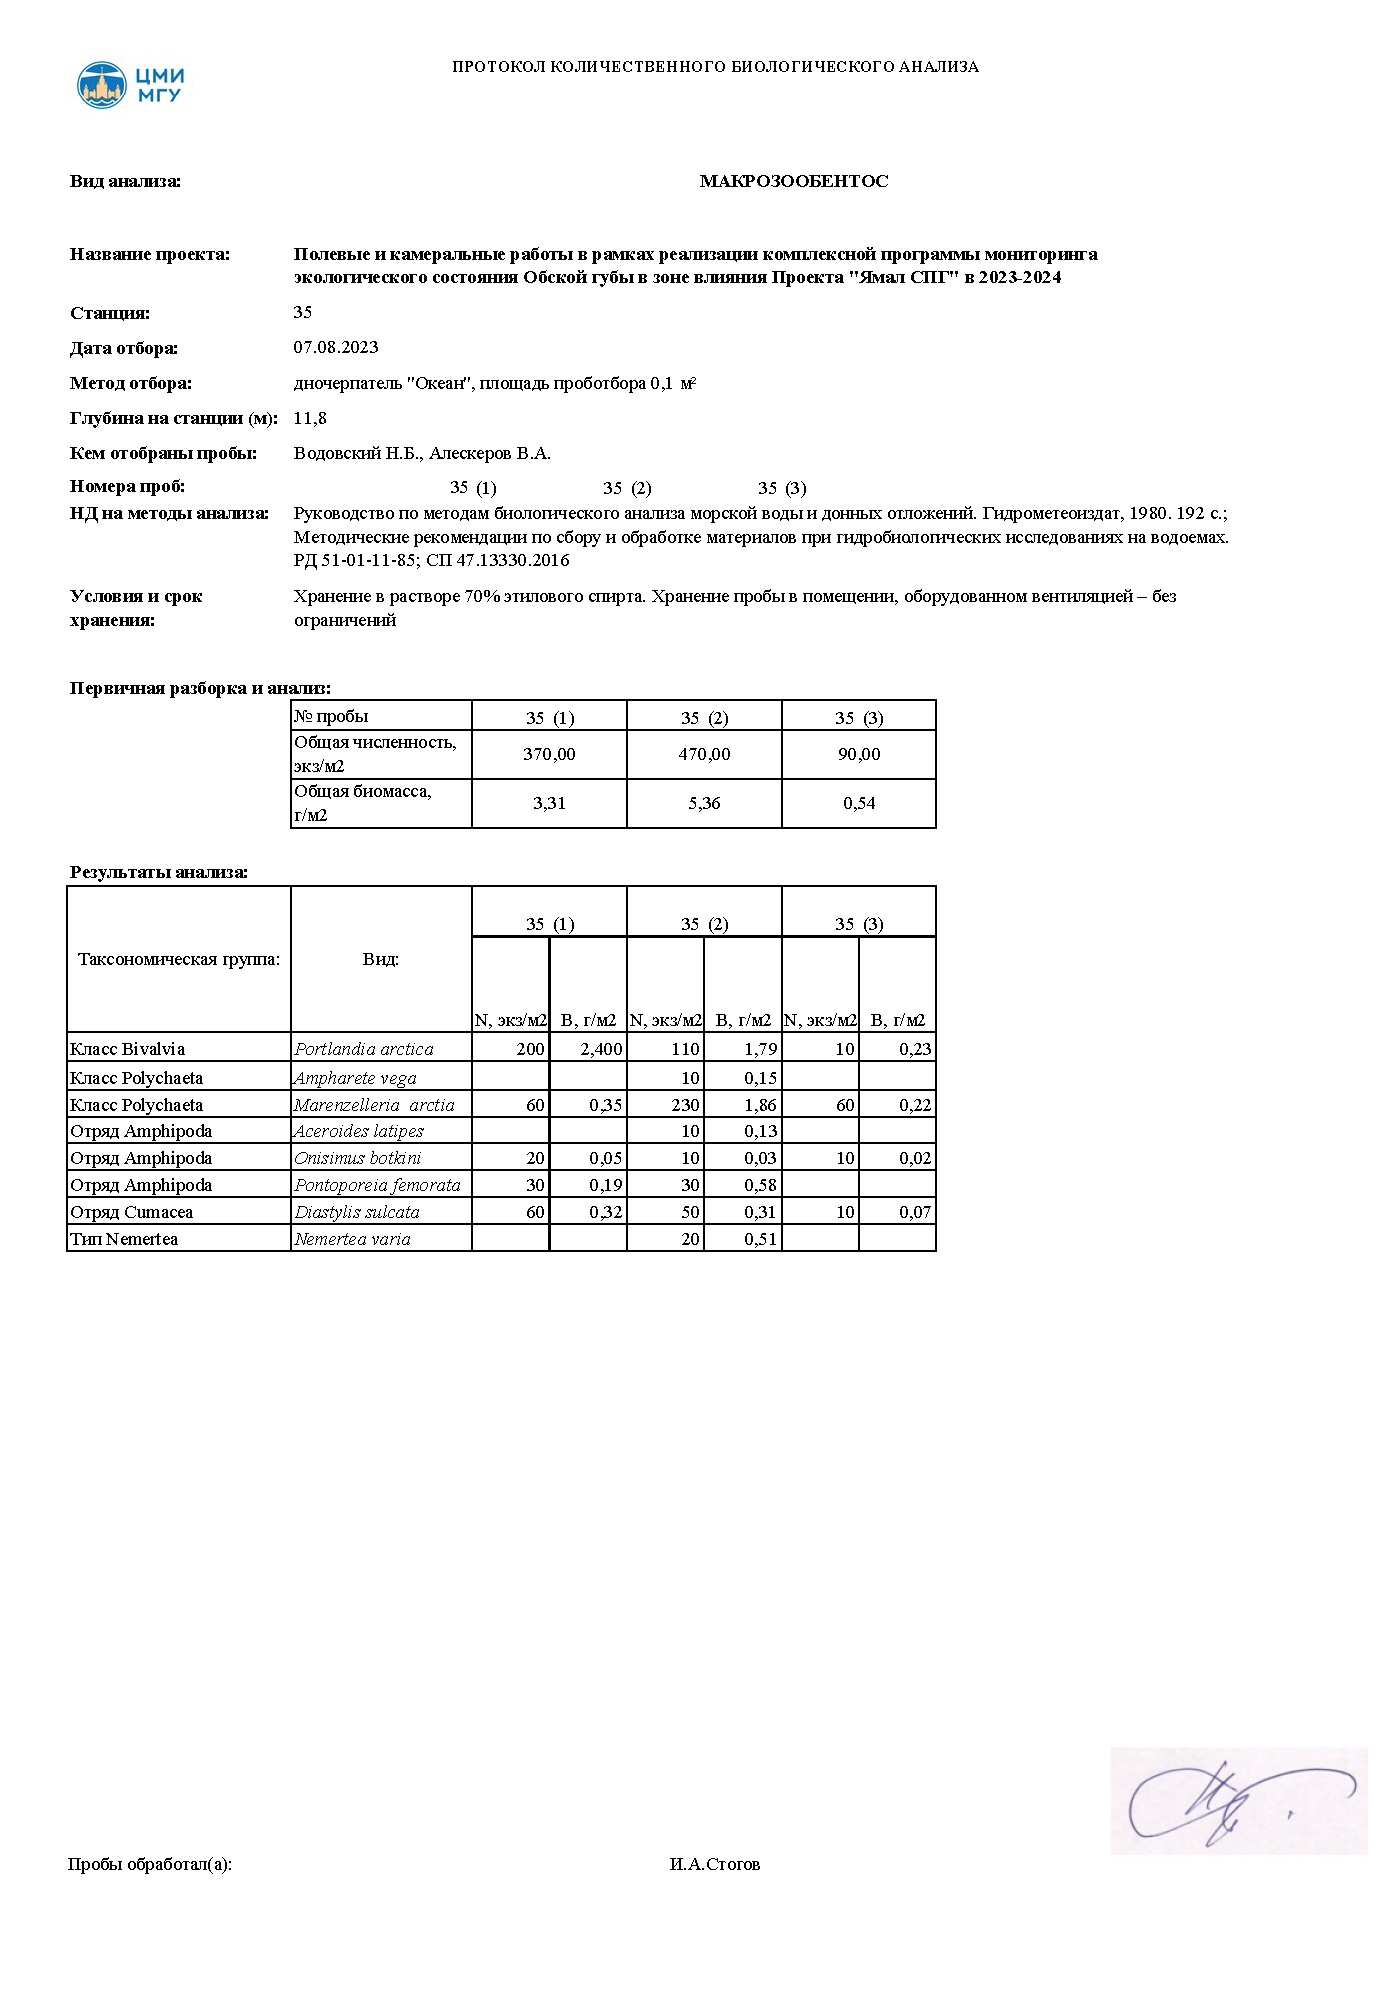 ЦМИ
МГУ
ПРОТОКОЛ КОЛИЧЕСТВЕННОГО БИОЛОГИЧЕСКОГО АНАЛИЗА
Вид анализа: МАКРОЗООБЕНТОС
Название проекта: Полевые и камеральные работы в рамках реализации комплексной программы мониторинга
экологического состояния Обской губы в зоне влияния Проекта "Ямал СПГ" в 2023-2024
Станция: 35
Дата отбора: 07.08.2023
Метод отбора: дночерпатель "Океан", площадь проботбора 0,1 м²
Глубина на станции (м): 11,8
Кем отобраны пробы: Водовский Н.Б., Алескеров В.А.
Номера проб: 35 (1) 35 (2) 35 (3)
НД на методы анализа: Руководство по методам биологического анализа морской воды и донных отложений. Гидрометеоиздат, 1980. 192 с.;
Методические рекомендации по сбору и обработке материалов при гидробиологических исследованиях на водоемах.
РД 51-01-11-85; СП 47.13330.2016
Условия и срок Хранение в растворе 70% этилового спирта. Хранение пробы в помещении, оборудованном вентиляцией – без
хранения: ограничений
Первичная разборка и анализ:
№ пробы 35 (1) 35 (2) 35 (3)
Общая численность,
экз/м2 370,00 470,00 90,00
Общая биомасса,
г/м2 3,31 5,36 0,54
Результаты анализа:
35 (1) 35 (2) 35 (3)
Таксономическая группа: Вид:
N, экз/м2 В, г/м2 N, экз/м2 В, г/м2 N, экз/м2 В, г/м2
Класс Bivalvia Portlandia arctica 200 2,400 110 1,79 10 0,23
Класс Polychaeta Ampharete vega 10 0,15
Класс Polychaeta Marenzelleria arctia 60 0,35 230 1,86 60 0,22
Отряд Amphipoda Aceroides latipes 10 0,13
Отряд Amphipoda Onisimus botkini 20 0,05 10 0,03 10 0,02
Отряд Amphipoda Pontoporeia femorata 30 0,19 30 0,58
Отряд Cumacea Diastylis sulcata 60 0,32 50 0,31 10 0,07
Тип Nemertea Nemertea varia 20 0,51
Пробы обработал(а): И.А.Стогов